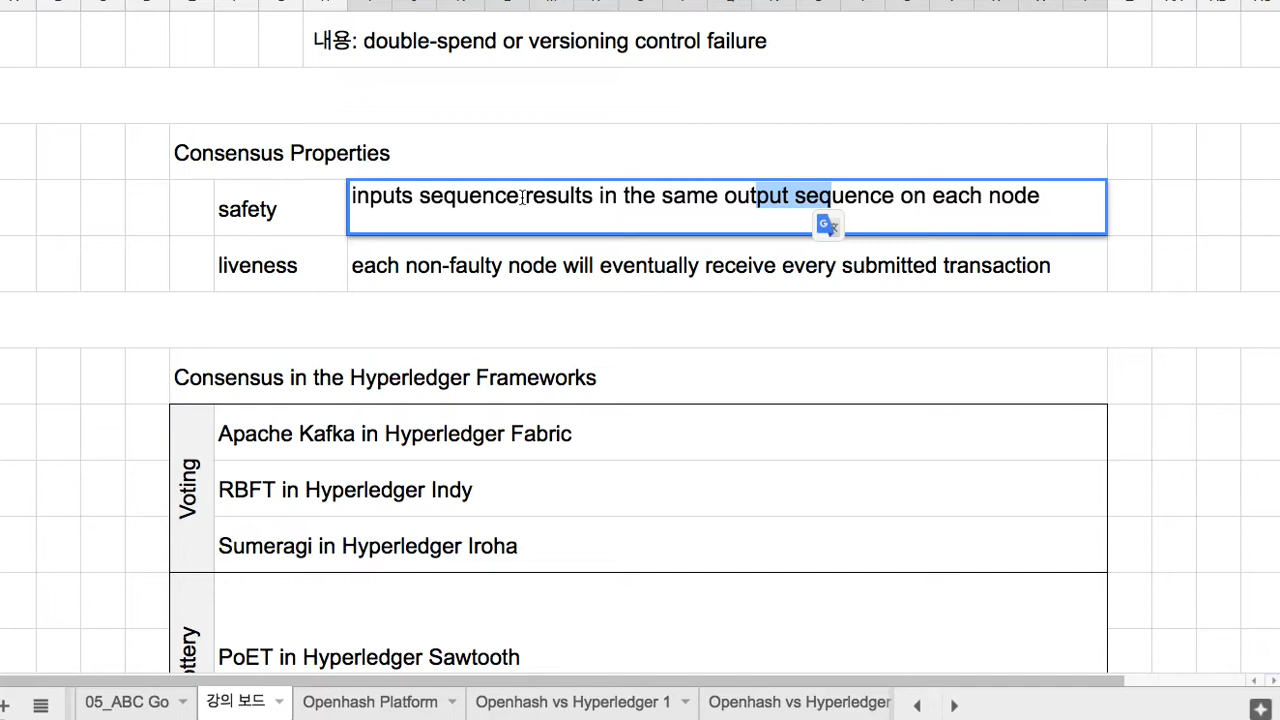 내용: double-spend or versioning control failure
Consensus Properties
safety
inputs sequence results in the same output sequence on each node
liveness
each non-faulty node will eventually receive every submitted transaction
Consensus in the Hyperledger Frameworks
Voting
Apache Kafka in Hyperledger Fabric
RBFT in Hyperledger Indy
Sumeragi in Hyperledger Iroha
ottery
PoET in Hyperledger Sawtooth
05_ABC Go
강의 보드
Openhash Platform
Openhash vs Hyperledger 1
Openhash vs Hyperledger